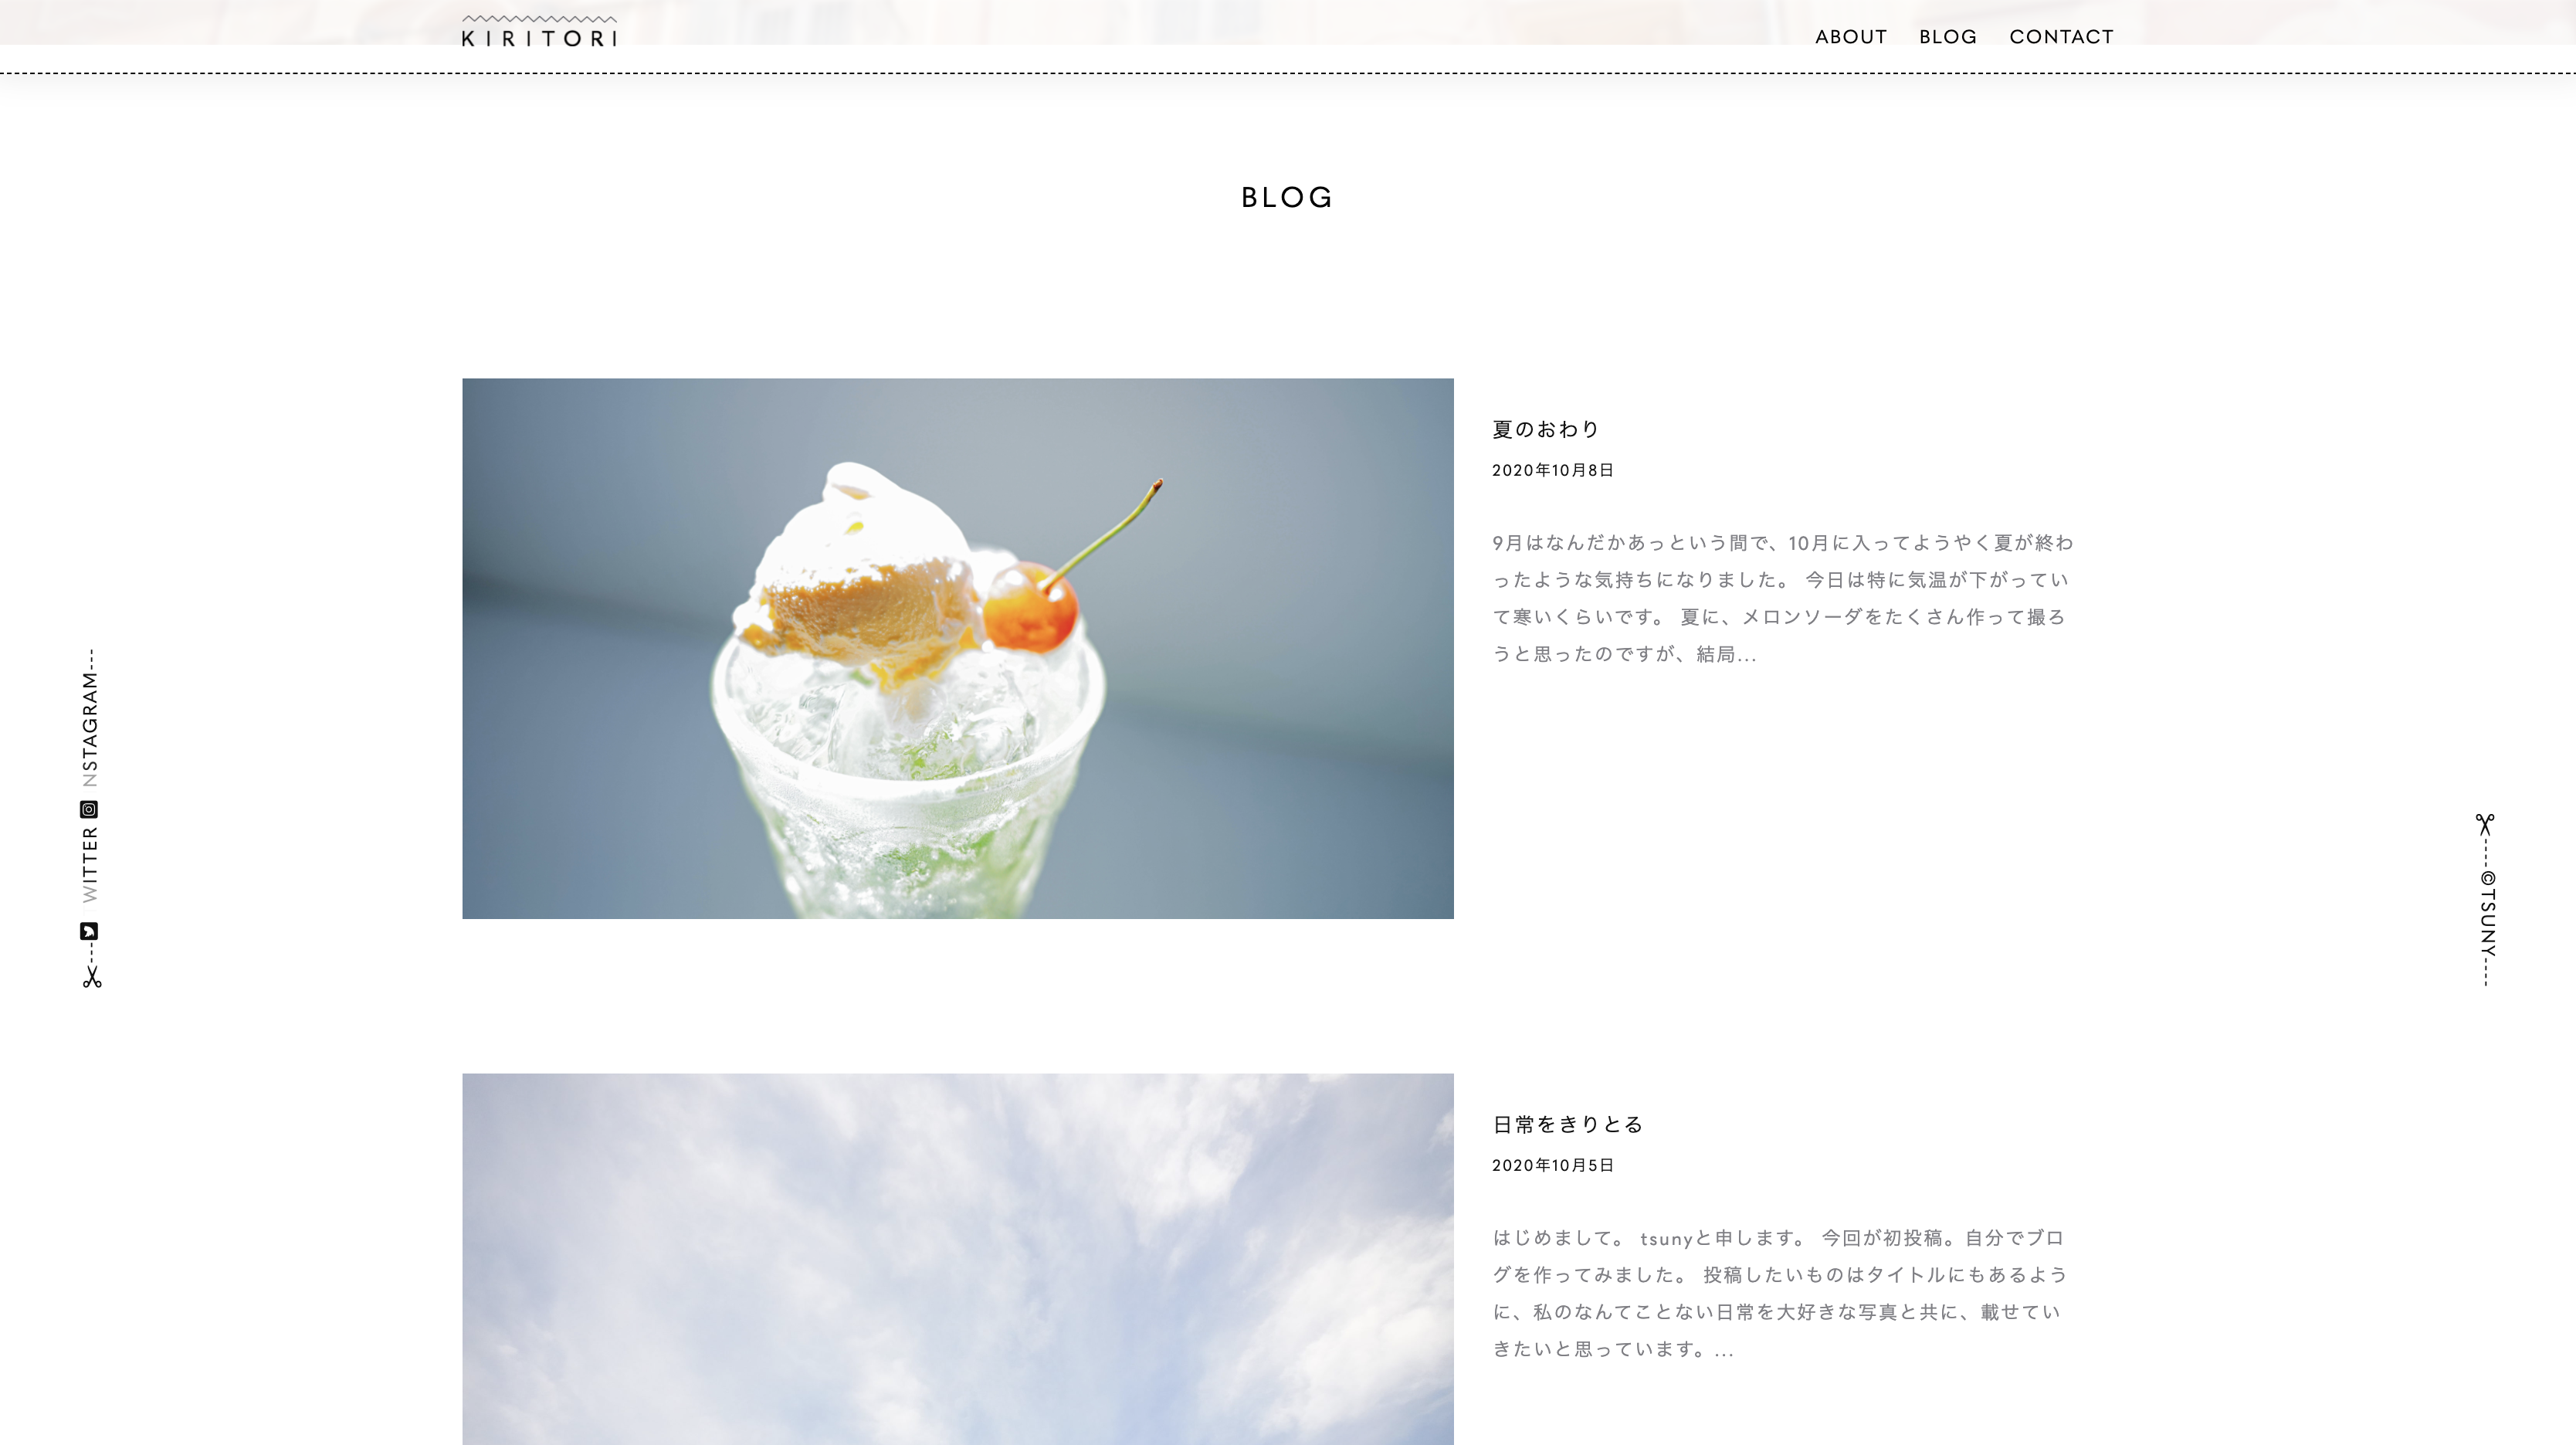 KIRITORI
ABOUT BLOG CONTACT
BLOG
夏のおわり
2020年10月8日
9月はなんだかあっという間で、10月に入ってようやく夏が終わ
ったような気持ちになりました。 今日は特に気温が下がってい
て寒いくらいです。 夏に、メロンソーダをたくさん作って撮ろ
うと思ったのですが、結局...
日常をきりとる
2020年10月5日
はじめまして。 tsunyと申します。 今回が初投稿。自分でブロ
グを作ってみました。 投稿したいものはタイトルにもあるよう
に、私のなんてことない日常を大好きな写真と共に、載せてい
きたいと思っています。...
WITTER
NSTAGRAM---
------©TSUNY-----